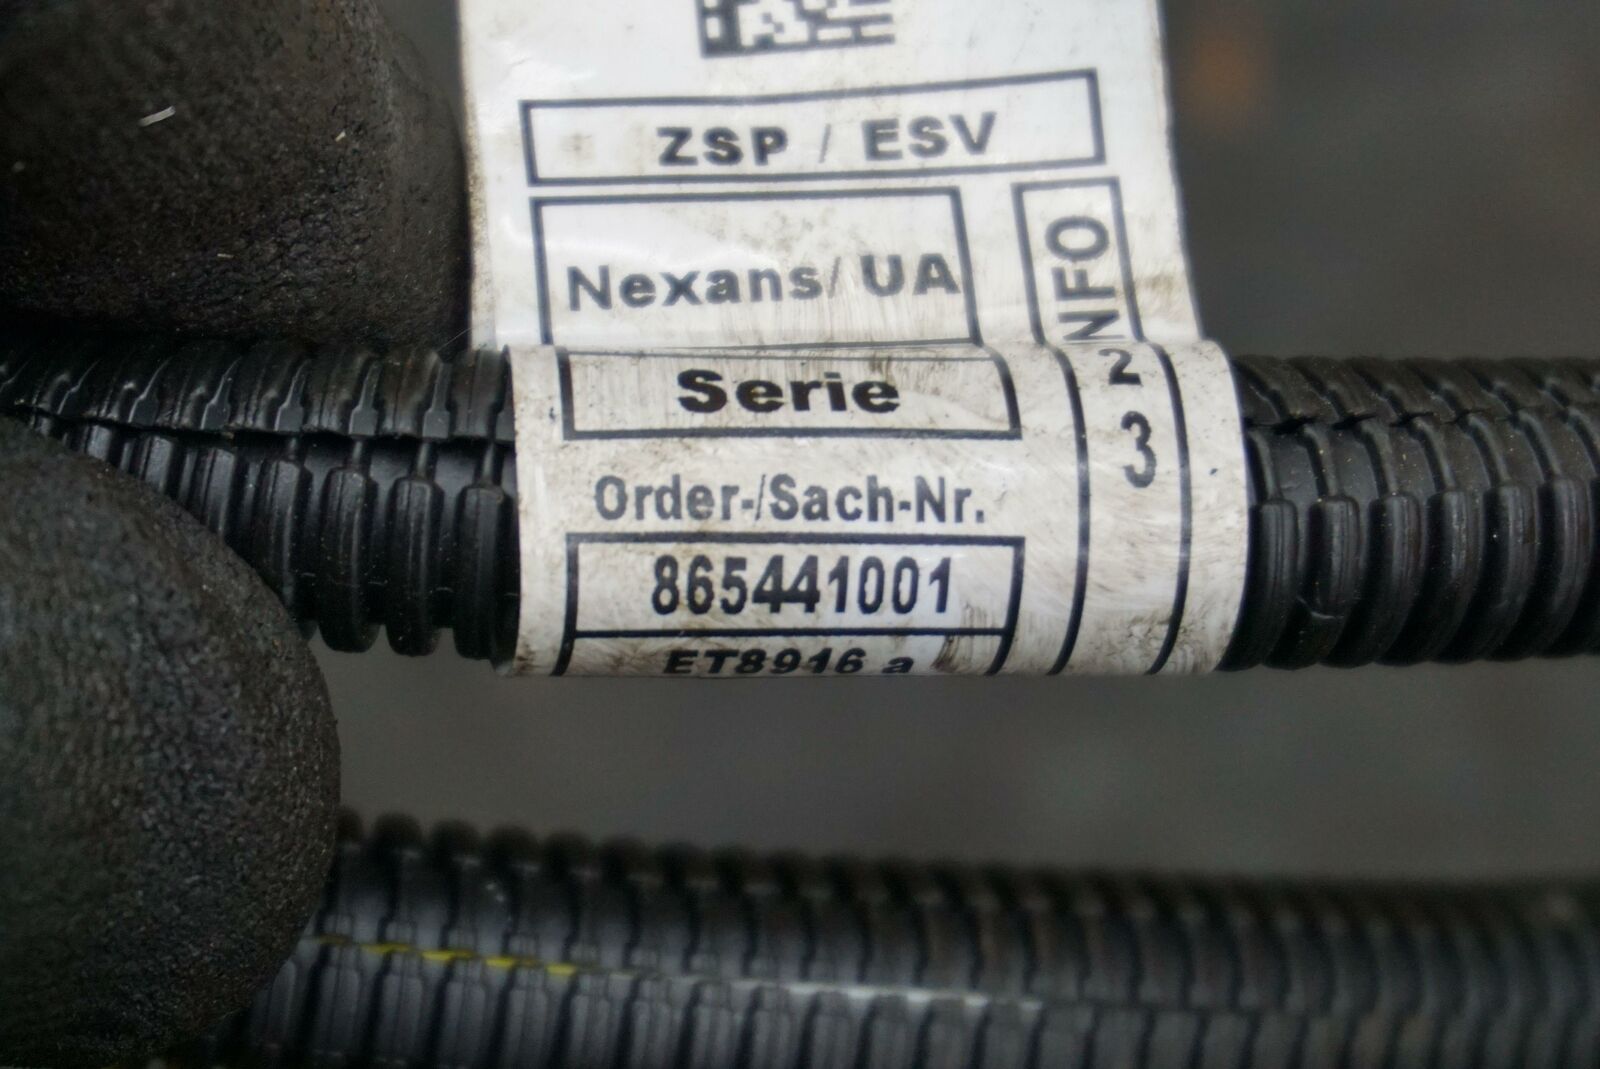 ZSP / ESV
Nexans/ UA
INFO
Serie
2
3
Order-/Sach-Nr.
865441001
ET8916 a